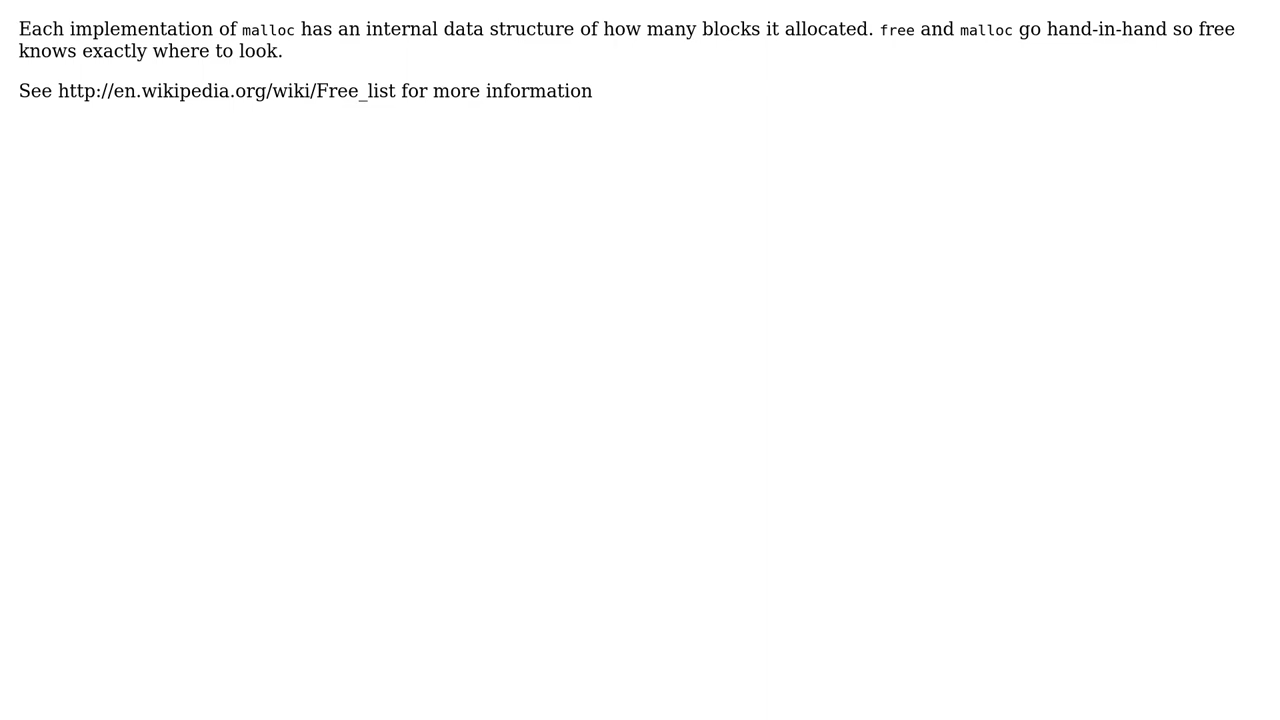 Each implementation of malloc has an internal data structure of how many blocks it allocated. free and malloc go hand-in-hand so free
knows exactly where to look.
See http://en.wikipedia.org/wiki/Free_list for more information